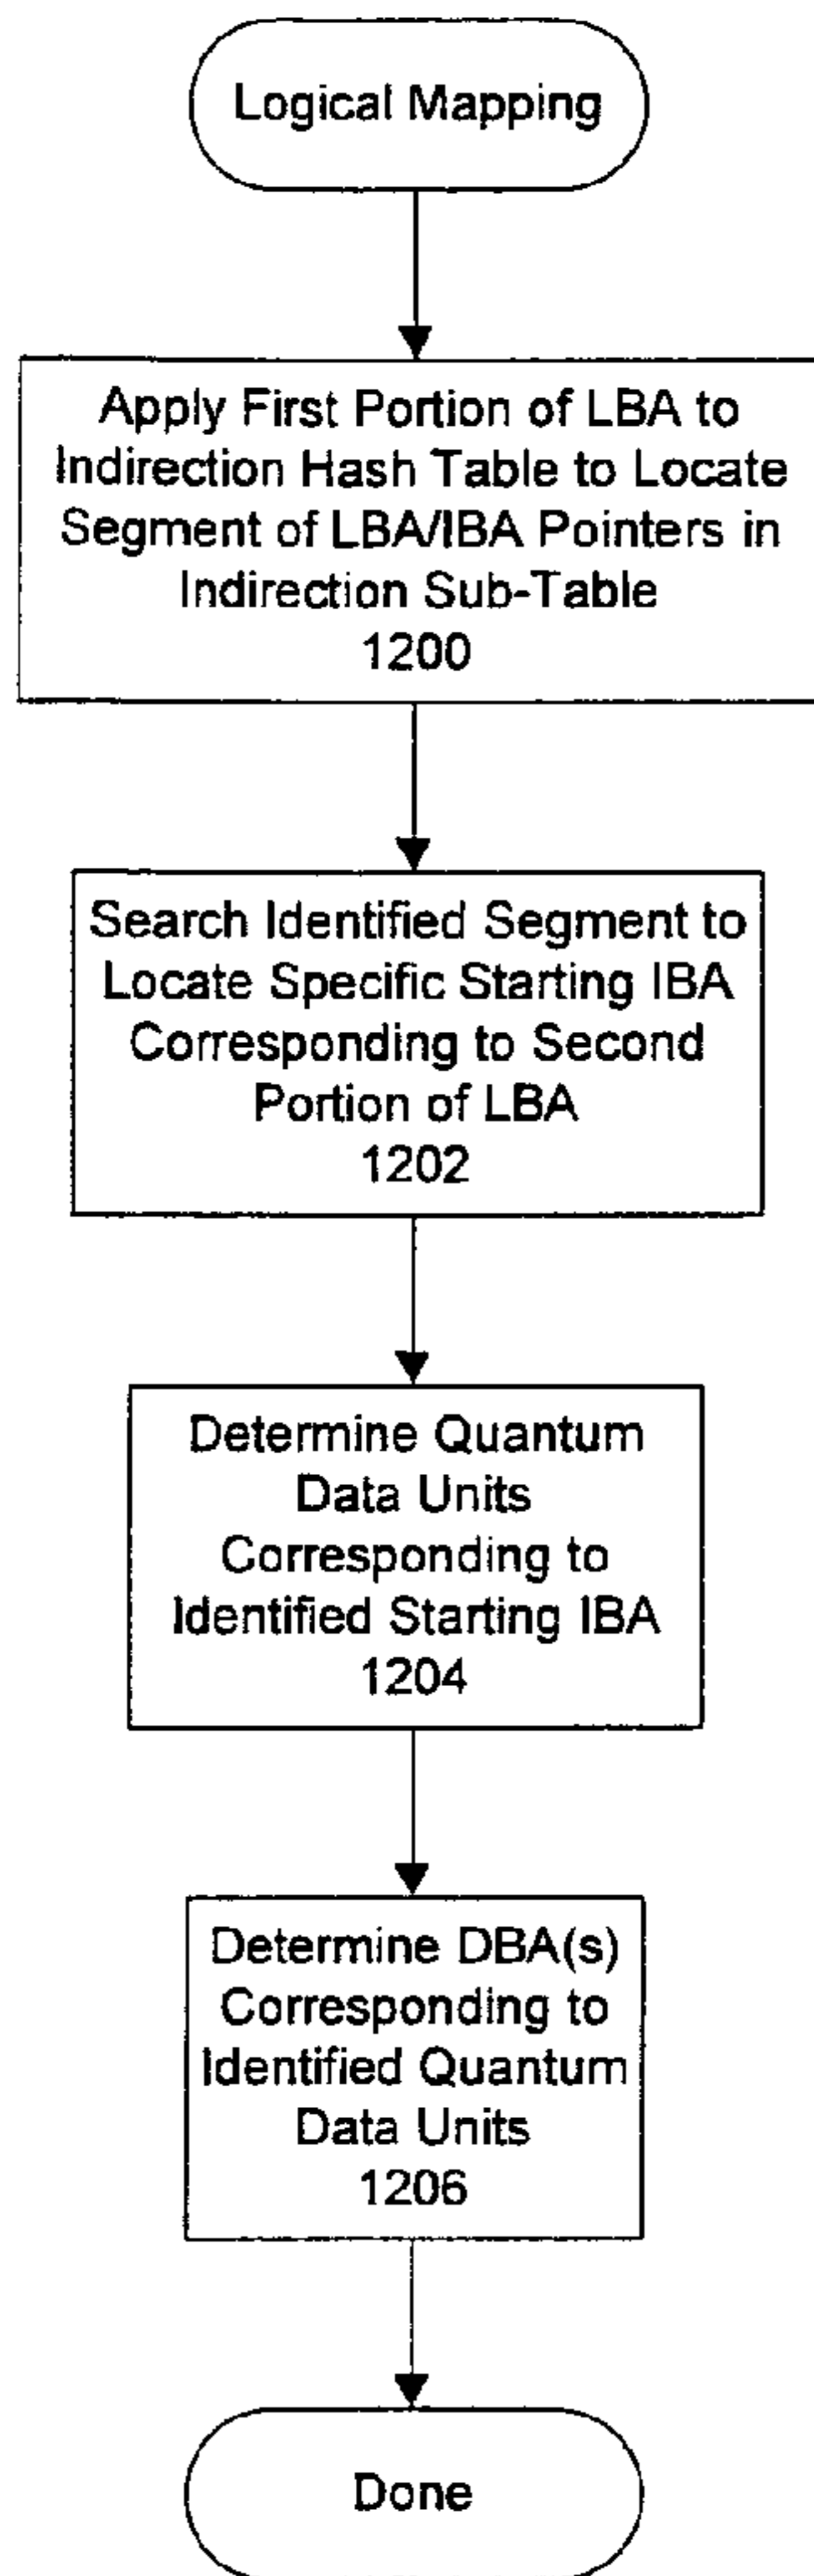 Logical Mapping
Apply First Portion of LBA to
Indirection Hash Table to Locate
Segment of LBA/IBA Pointers in
Indirection Sub-Table
1200
Search Identified Segment to
Locate Specific Starting IBA
Corresponding to Second
Portion of LBA
1202
Determine Quantum
Data Units
Corresponding to
Identified Starting IBA
1204
Determine DBA(s)
Corresponding to
Identified Quantum
Data Units
1206
Done